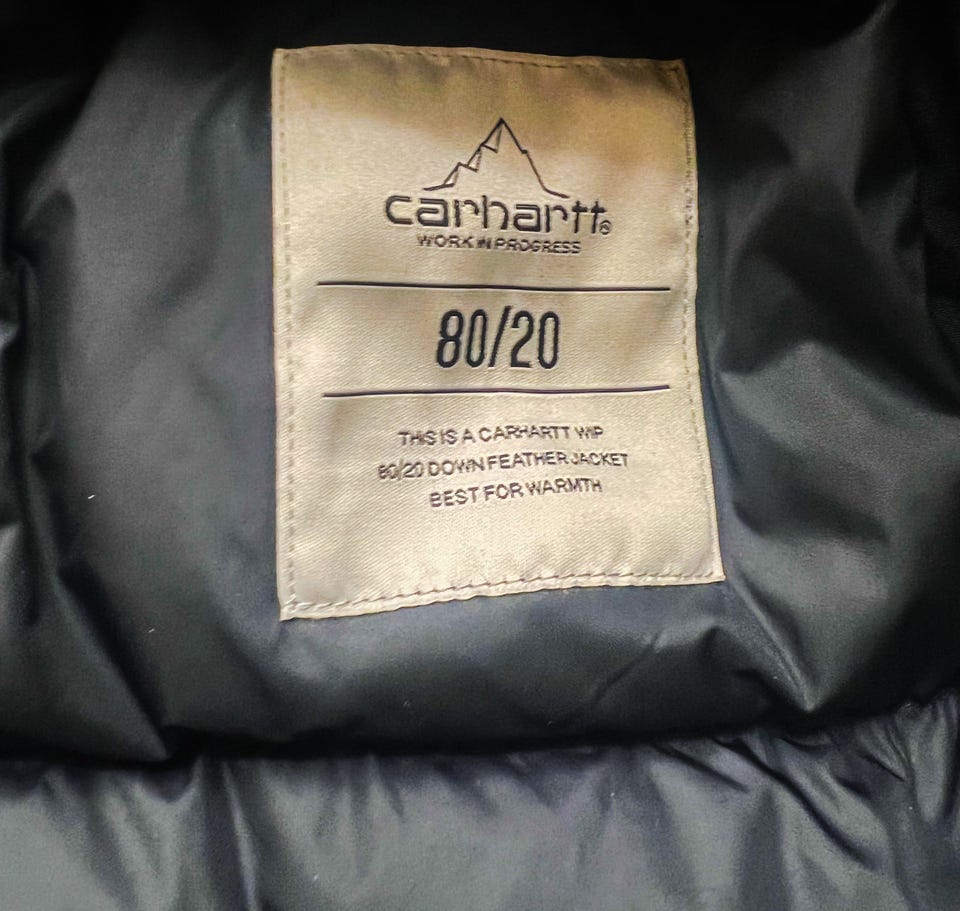 carhartt®
WORK IN PROGRESS
80/20
THIS IS A CARHARTT WIP
80/20 DOWN FEATHER JACKET
BEST FOR WARMTH